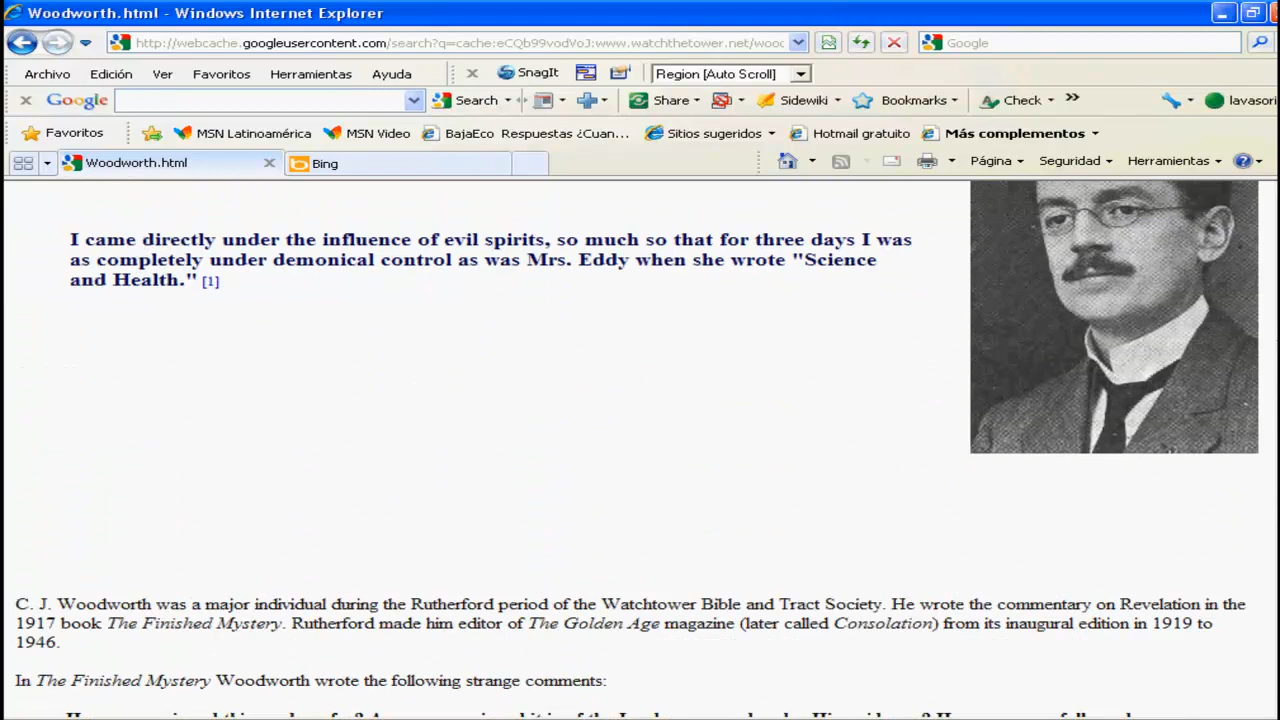 Woodworth.html - Windows Internet Explorer
http://webcache.googleusercontent.com/search?q=cache:eCQb99vodVoJ:www.watchthetower.net/wooc
Google
Archivo Edición Ver Favoritos Herramientas Ayuda
x SnagIt Region [Auto Scroll]
x Google Search Share Sidewiki Bookmarks Check » lavasori
Favoritos MSN Latinoamérica MSN Video BajaEco Respuestas ¿Cuan... Sitios sugeridos Hotmail gratuito Más complementos
Woodworth.html x Bing Página Seguridad Herramientas
I came directly under the influence of evil spirits, so much so that for three days I was
as completely under demonical control as was Mrs. Eddy when she wrote "Science
and Health." [1]
C. J. Woodworth was a major individual during the Rutherford period of the Watchtower Bible and Tract Society. He wrote the commentary on Revelation in the
1917 book The Finished Mystery. Rutherford made him editor of The Golden Age magazine (later called Consolation) from its inaugural edition in 1919 to
1946.
In The Finished Mystery Woodworth wrote the following strange comments: